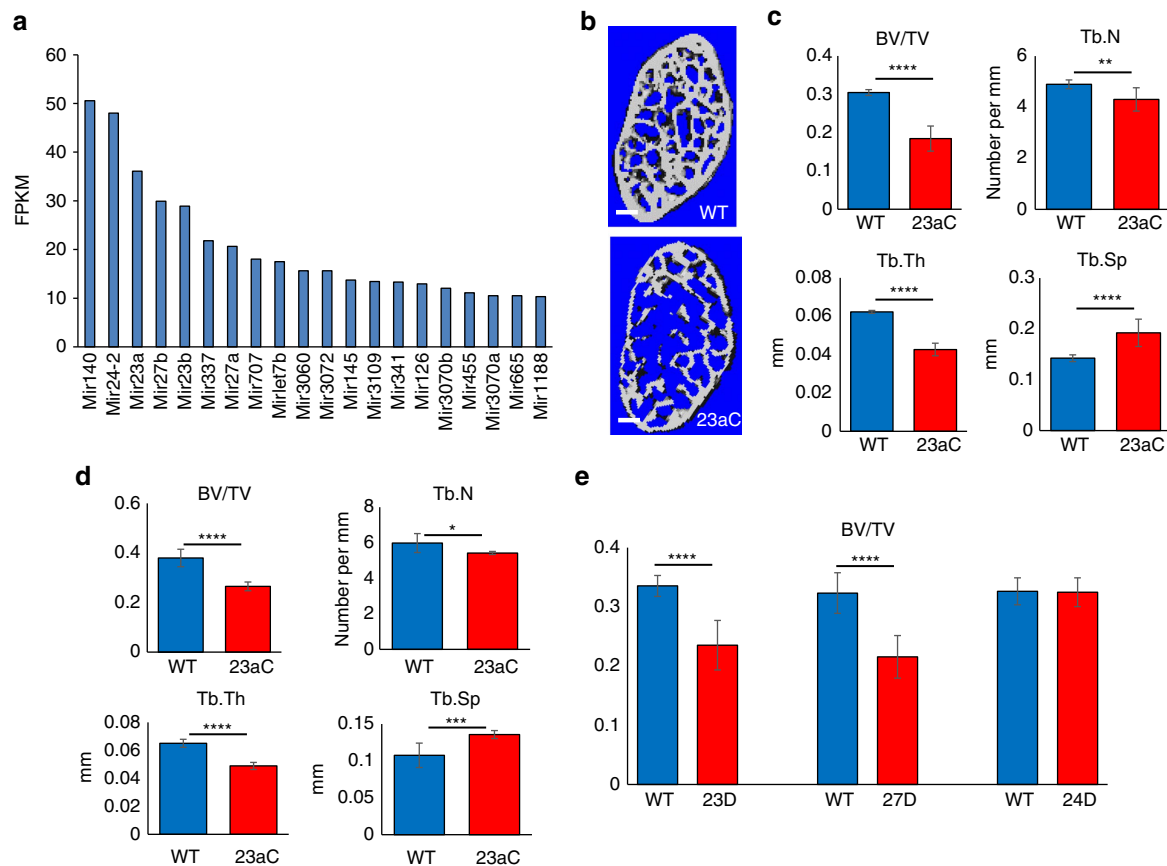 a
60
50
40
30
20
10
0
FPKM
Mir140
Mir24-2
Mir23a
Mir27b
Mir23b
Mir337
Mir27a
Mir707
Mirlet7b
Mir3060
Mir3072
Mir145
Mir3109
Mir341
Mir126
Mir3070b
Mir455
Mir3070a
Mir665
Mir1188
b
WT
23aC
c
BV/TV
0.4
0.3
0.2
0.1
0
****
WT 23aC
Tb.N
Number per mm
6
4
2
0
**
WT 23aC
Tb.Th
mm
0.08
0.06
0.04
0.02
0
****
WT 23aC
Tb.Sp
mm
0.3
0.2
0.1
0
****
WT 23aC
d
BV/TV
0.6
0.4
0.2
0
****
WT 23aC
Tb.N
Number per mm
8
6
4
2
0
*
WT 23aC
Tb.Th
mm
0.08
0.06
0.04
0.02
0
****
WT 23aC
Tb.Sp
mm
0.15
0.1
0.05
0
***
WT 23aC
e
BV/TV
0.4
0.3
0.2
0.1
0
****
****
WT 23D WT 27D WT 24D